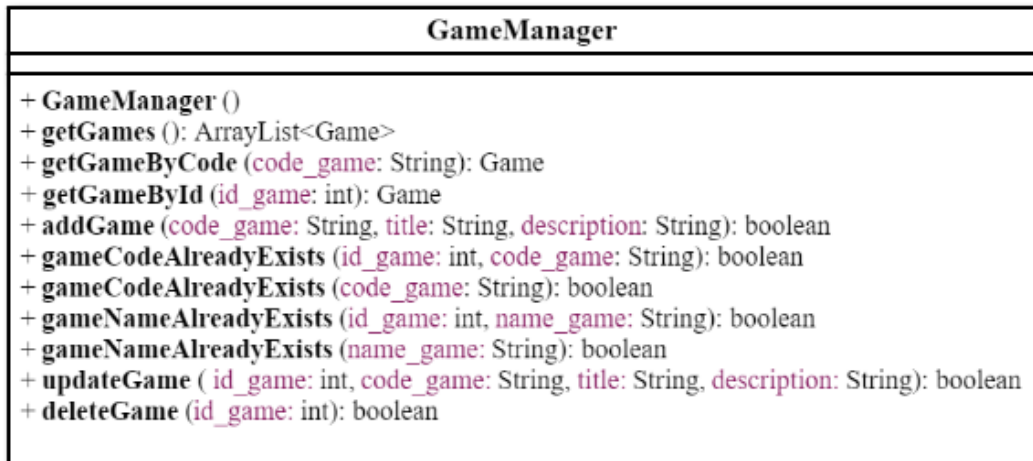 GameManager
+ GameManager ()
+ getGames (): ArrayList<Game>
+ getGameByCode (code_game: String): Game
+ getGameById (id_game: int): Game
+ addGame (code_game: String, title: String, description: String): boolean
+ gameCodeAlreadyExists (id_game: int, code_game: String): boolean
+ gameCodeAlreadyExists (code_game: String): boolean
+ gameNameAlreadyExists (id_game: int, name_game: String): boolean
+ gameNameAlreadyExists (name_game: String): boolean
+ updateGame ( id_game: int, code_game: String, title: String, description: String): boolean
+ deleteGame (id_game: int): boolean